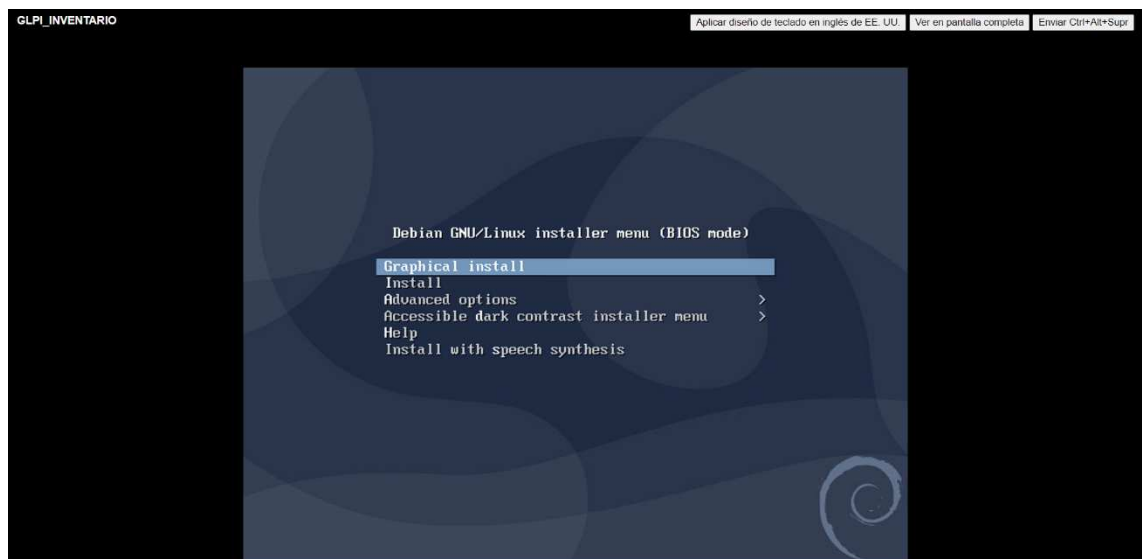 GLPI_INVENTARIO
Aplicar diseño de teclado en inglés de EE. UU. Ver en pantalla completa Enviar Ctrl+Alt+Supr
Debian GNU/Linux installer menu (BIOS mode)
Graphical install
Install
Advanced options >
Accessible dark contrast installer menu >
Help
Install with speech synthesis